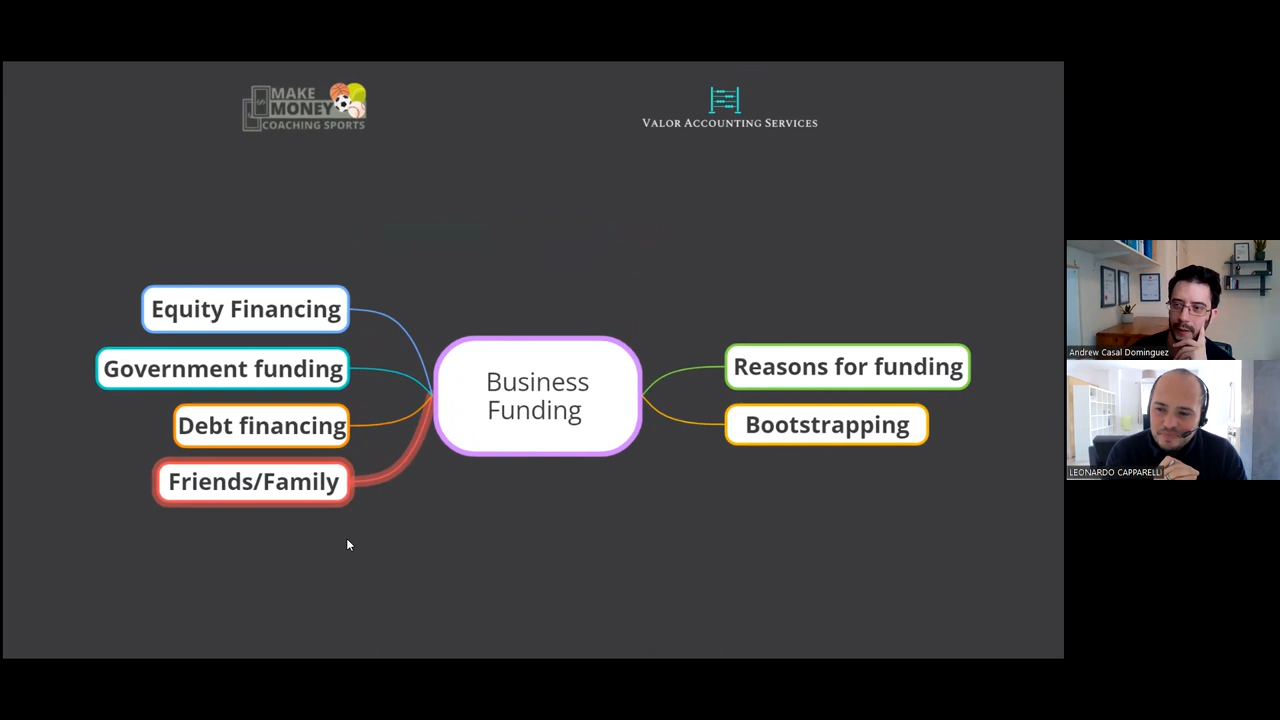 MAKE
MONEY
COACHING SPORTS
VALOR ACCOUNTING SERVICES
Equity Financing
Government funding
Debt financing
Friends/Family
Business
Funding
Reasons for funding
Bootstrapping
Andrew Casal Dominguez
LEONARDO CAPPARELLI